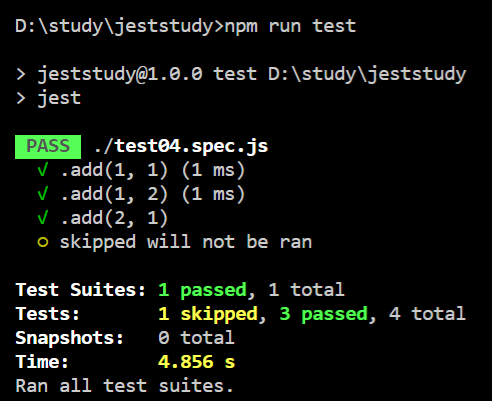 D:\study\jeststudy>npm run test
> jeststudy@1.0.0 test D:\study\jeststudy
> jest
PASS ./test04.spec.js
√ .add(1, 1) (1 ms)
√ .add(1, 2) (1 ms)
√ .add(2, 1)
○ skipped will not be ran
Test Suites: 1 passed, 1 total
Tests: 1 skipped, 3 passed, 4 total
Snapshots: 0 total
Time: 4.856 s
Ran all test suites.